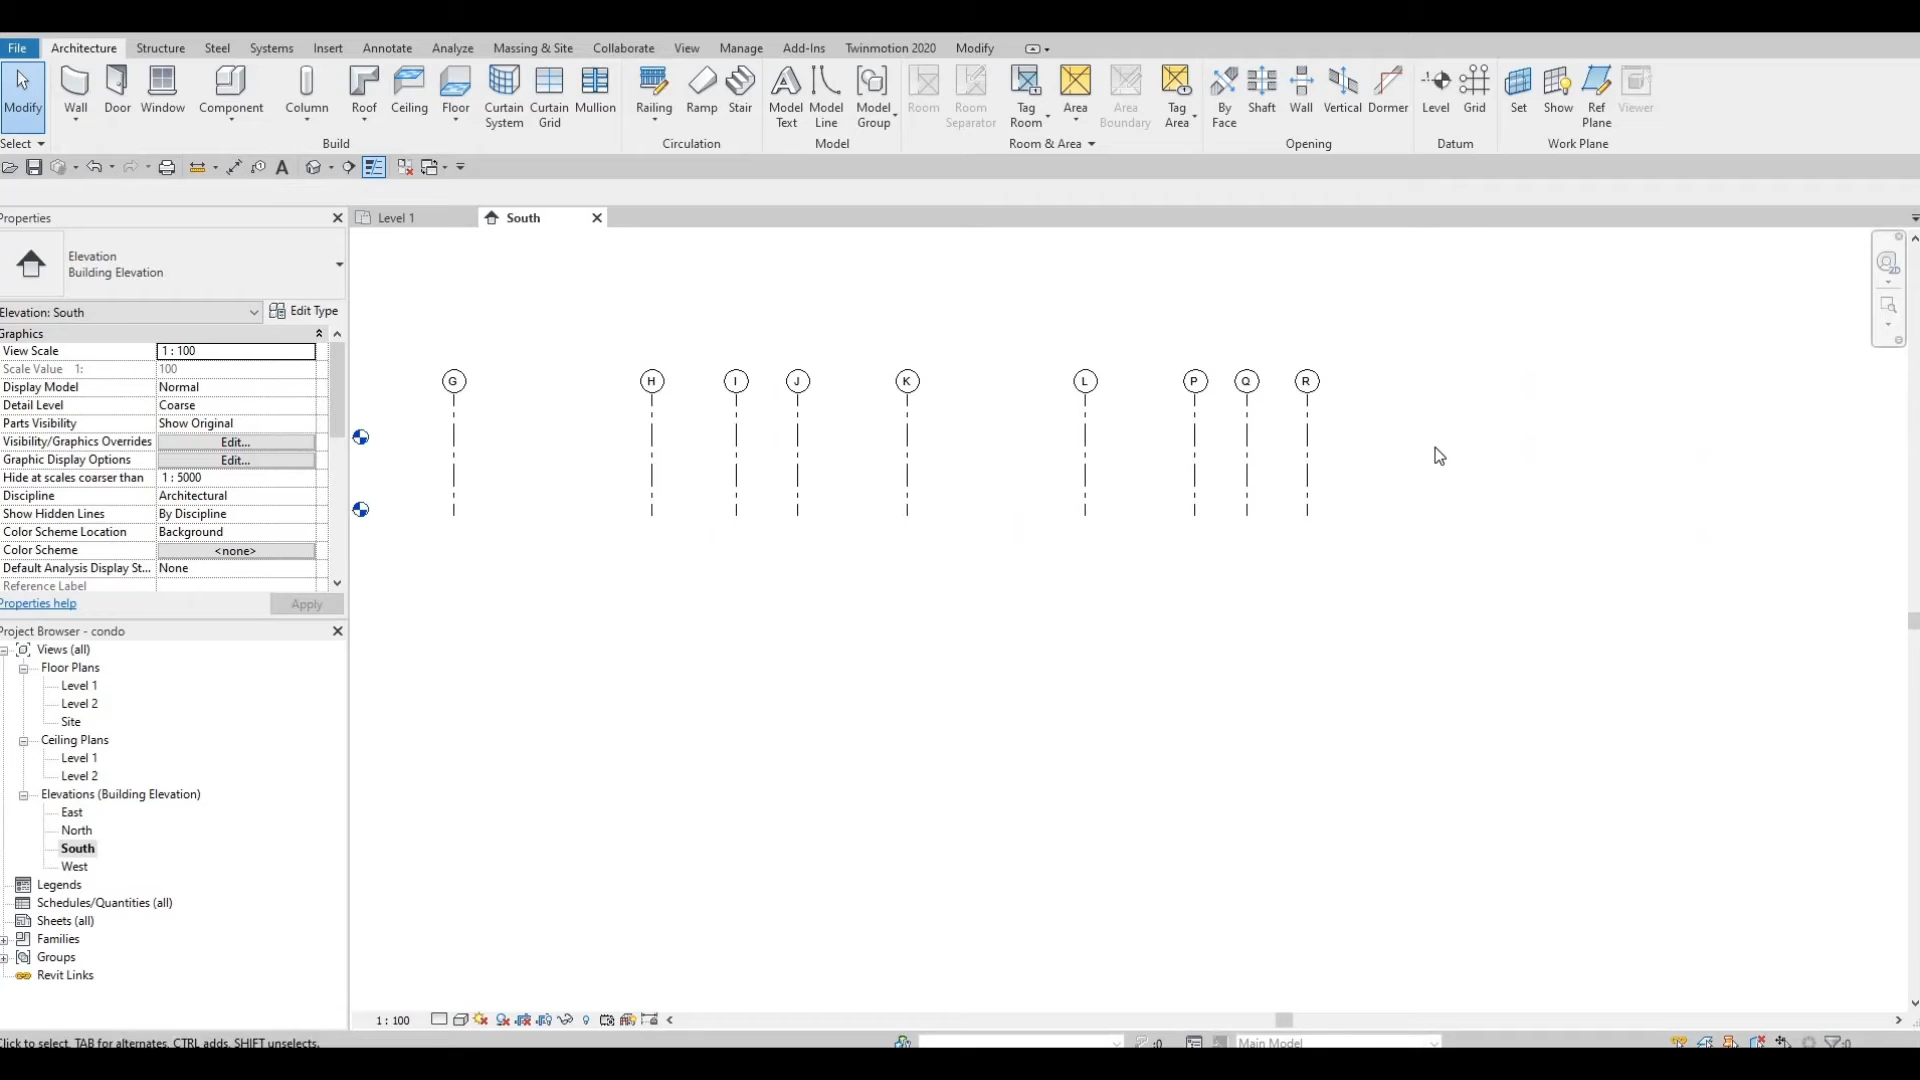 File Architecture Structure Steel Systems Insert Annotate Analyze Massing & Site Collaborate View Manage Add-Ins Twinmotion 2020 Modify
Modify Wall Door Window Component Column Roof Ceiling Floor Curtain System Curtain Grid Mullion Railing Ramp Stair Model Text Model Line Model Group Room Room Separator Tag Room Area Area Boundary Tag Area By Face Shaft Wall Vertical Dormer Level Grid Set Show Ref Plane Viewer
Select Build Circulation Model Room & Area Opening Datum Work Plane
Properties
Level 1
South
Elevation
Building Elevation
Elevation: South
Edit Type
Graphics
View Scale 1 : 100
Scale Value 1: 100
Display Model Normal
Detail Level Coarse
Parts Visibility Show Original
Visibility/Graphics Overrides Edit...
Graphic Display Options Edit...
Hide at scales coarser than 1 : 5000
Discipline Architectural
Show Hidden Lines By Discipline
Color Scheme Location Background
Color Scheme <none>
Default Analysis Display St... None
Reference Label
Properties help
Apply
Project Browser - condo
Views (all)
Floor Plans
Level 1
Level 2
Site
Ceiling Plans
Level 1
Level 2
Elevations (Building Elevation)
East
North
South
West
Legends
Schedules/Quantities (all)
Sheets (all)
Families
Groups
Revit Links
G H I J K L P Q R
2D
1 : 100
Click to select, TAB for alternates, CTRL adds, SHIFT unselects.
:0
Main Model
:0